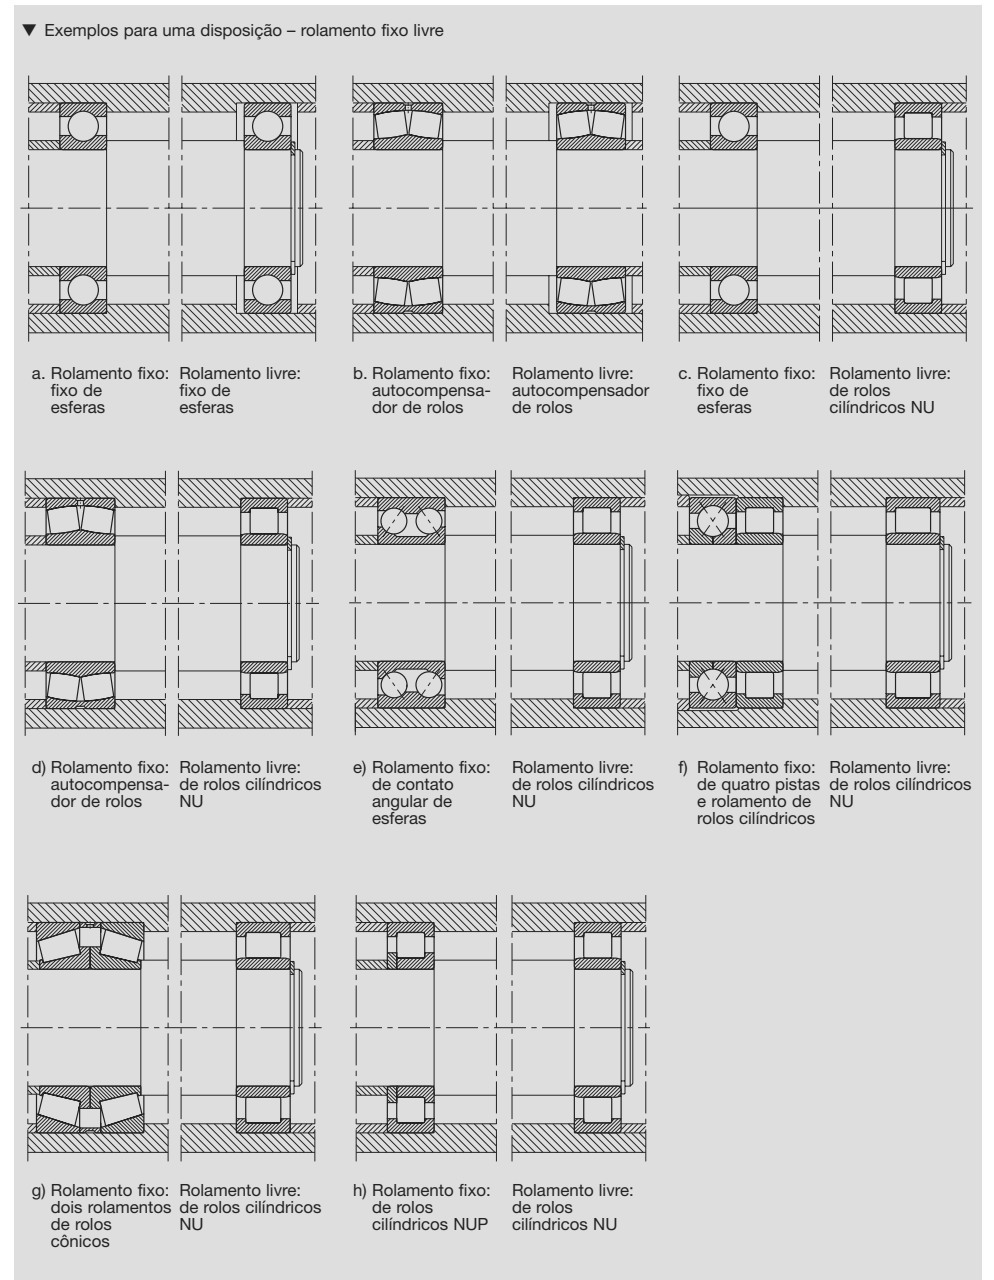 ▼ Exemplos para uma disposição – rolamento fixo livre
a. Rolamento fixo:
fixo de
esferas
Rolamento livre:
fixo de
esferas
b. Rolamento fixo:
autocompensa-
dor de rolos
Rolamento livre:
autocompensador
de rolos
c. Rolamento fixo:
fixo de
esferas
Rolamento livre:
de rolos
cilíndricos NU
d) Rolamento fixo:
autocompensa-
dor de rolos
Rolamento livre:
de rolos cilíndricos
NU
e) Rolamento fixo:
de contato
angular de
esferas
Rolamento livre:
de rolos cilíndricos
NU
f) Rolamento fixo:
de quatro pistas
e rolamento de
rolos cilíndricos
Rolamento livre:
de rolos cilíndricos
NU
g) Rolamento fixo:
dois rolamentos
de rolos
cônicos
Rolamento livre:
de rolos cilíndricos
NU
h) Rolamento fixo:
de rolos
cilíndricos NUP
Rolamento livre:
de rolos
cilíndricos NU